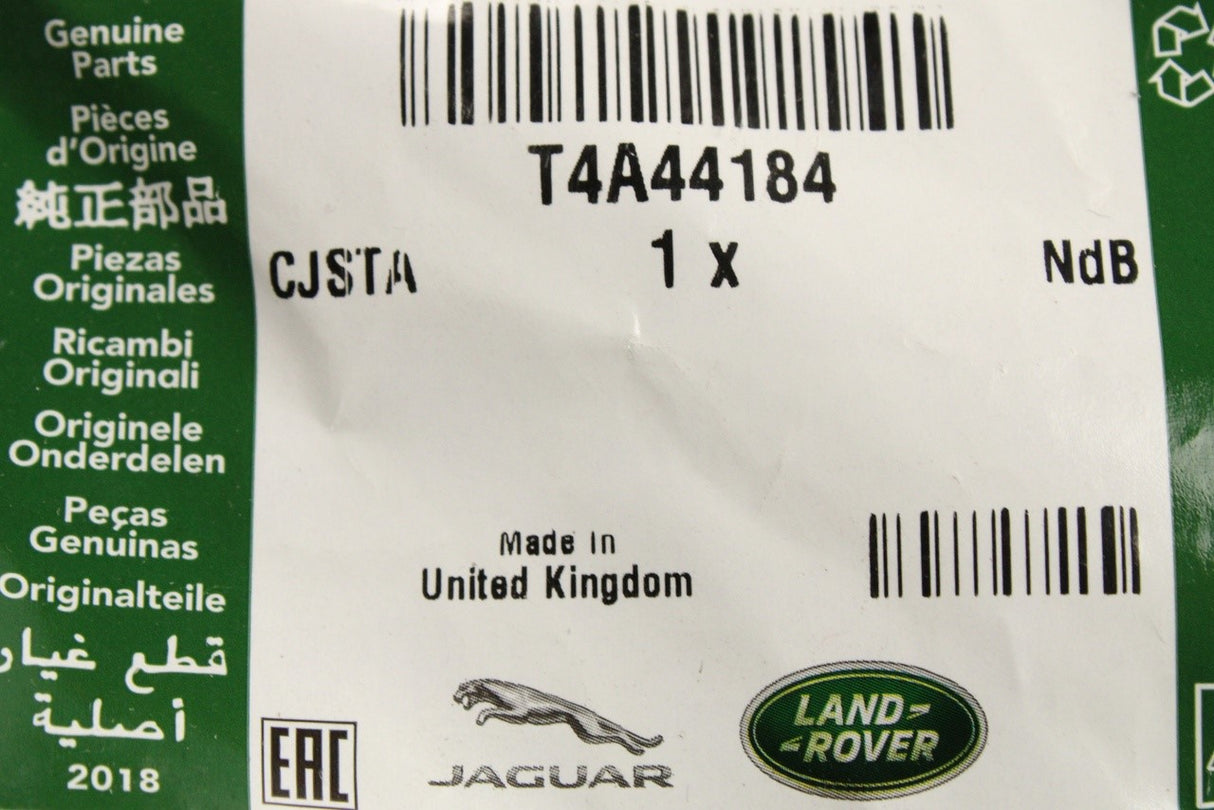 Genuine
Parts
Pièces
d'Origine
純正部品
Piezas
Originales
Ricambi
Originali
Originele
Onderdelen
Peças
Genuinas
Originalteile
قطع غيار
أصلية
2018
T4A44184
CJSTA
1 x
NdB
Made in
United Kingdom
EAC
JAGUAR
LAND-
-ROVER